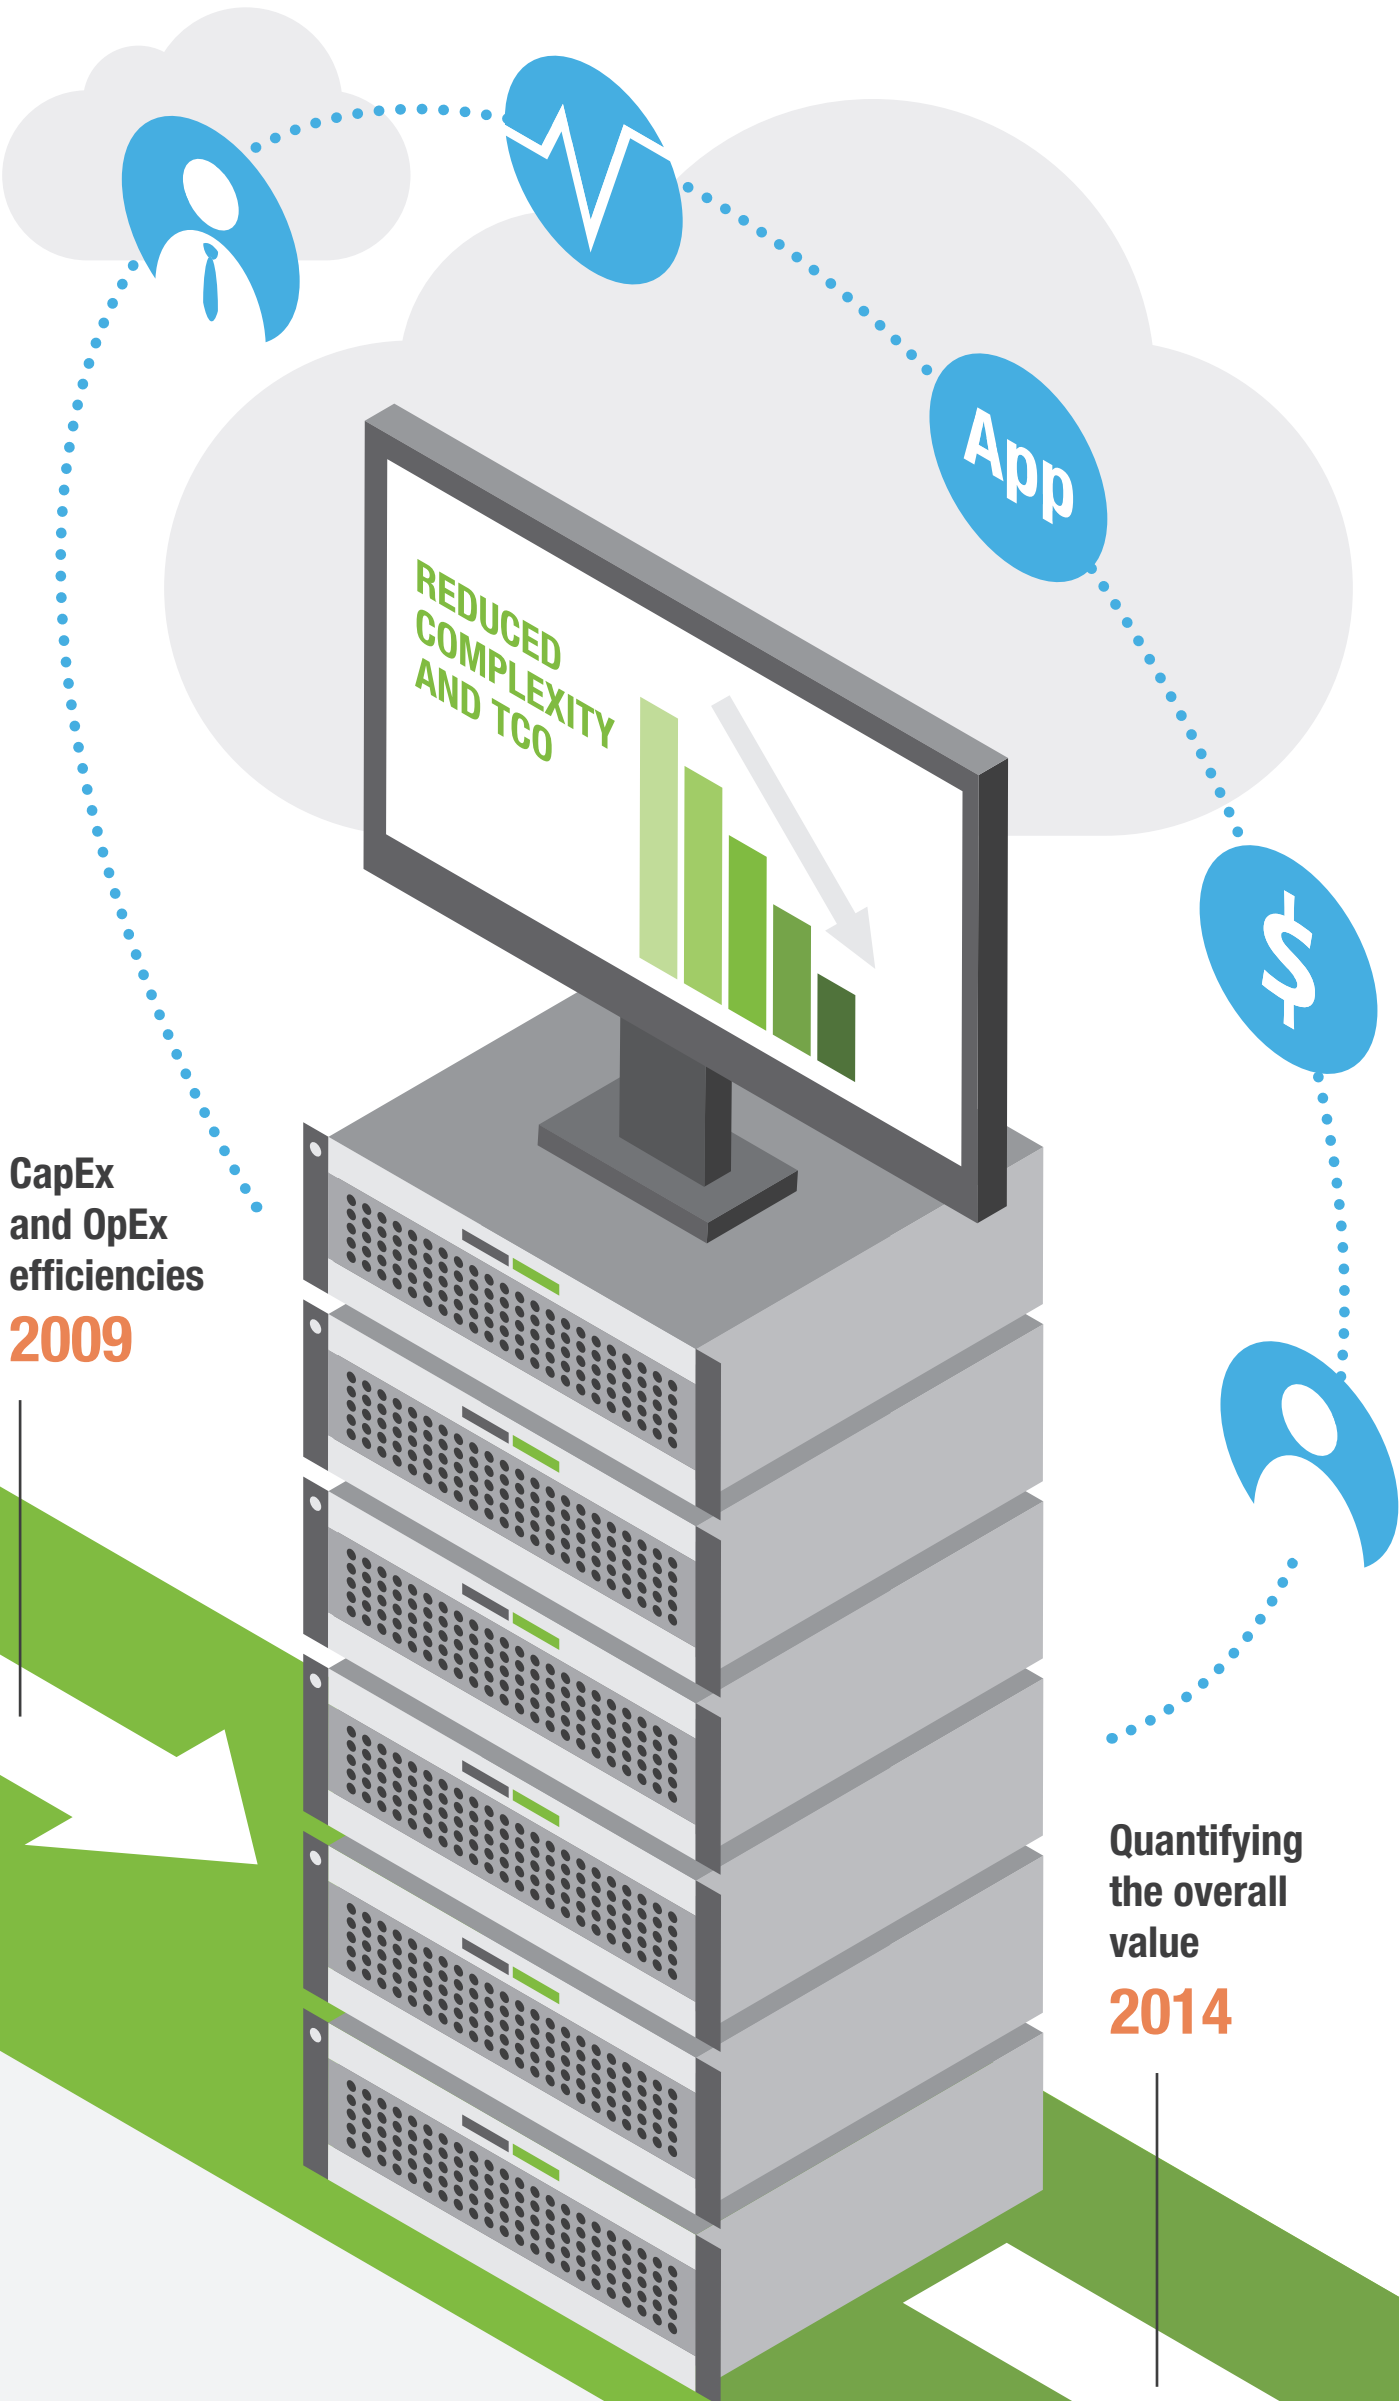 App
REDUCED
COMPLEXITY
AND TCO
$
CapEx
and OpEx
efficiencies
2009
Quantifying
the overall
value
2014